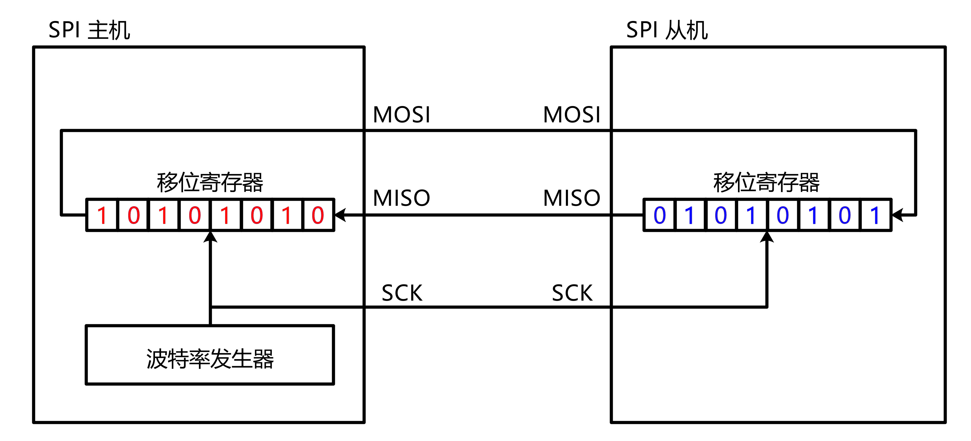 SPI 主机
SPI 从机
MOSI
MOSI
移位寄存器
移位寄存器
MISO
MISO
1 0 1 0 1 0 1 0
0 1 0 1 0 1 0 1
SCK
SCK
波特率发生器